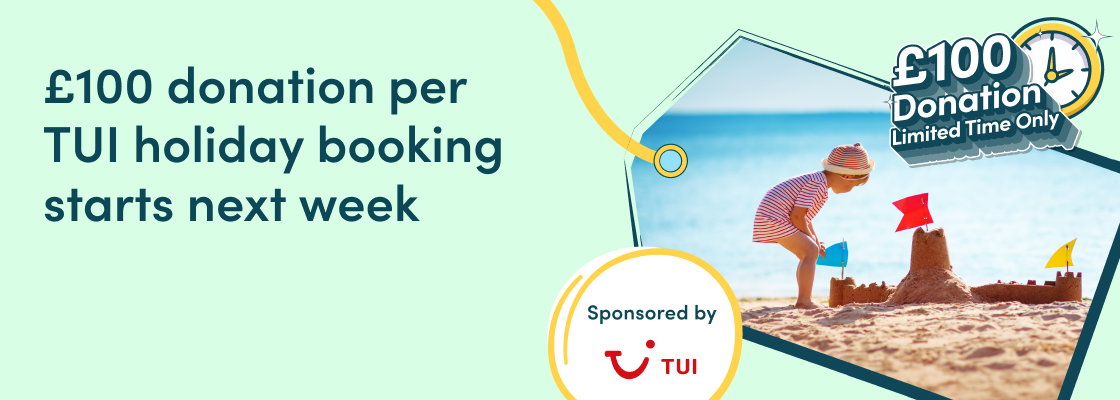 £100 donation per
TUI holiday booking
starts next week
£100
Donation
Limited Time Only
Sponsored by
TUI